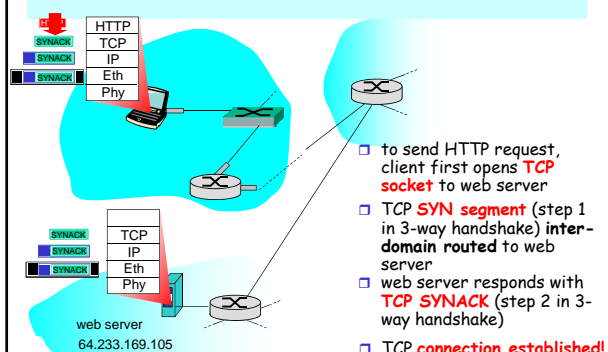 HTTP
SYNACK
SYNACK
SYNACK
HTTP
TCP
IP
Eth
Phy
to send HTTP request,
client first opens TCP
socket to web server
TCP SYN segment (step 1
in 3-way handshake) inter-
domain routed to web
server
web server responds with
TCP SYNACK (step 2 in 3-
way handshake)
TCP connection established!
SYNACK
SYNACK
SYNACK
TCP
IP
Eth
Phy
web server
64.233.169.105